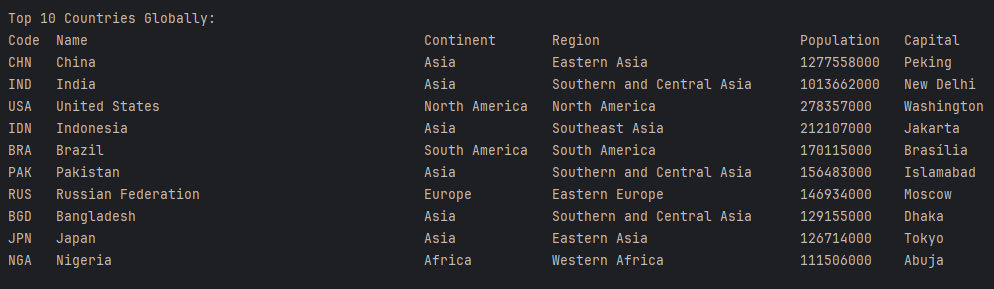 Top 10 Countries Globally:
Code Name Continent Region Population Capital
CHN China Asia Eastern Asia 1277558000 Peking
IND India Asia Southern and Central Asia 1013662000 New Delhi
USA United States North America North America 278357000 Washington
IDN Indonesia Asia Southeast Asia 212107000 Jakarta
BRA Brazil South America South America 170115000 Brasília
PAK Pakistan Asia Southern and Central Asia 156483000 Islamabad
RUS Russian Federation Europe Eastern Europe 146934000 Moscow
BGD Bangladesh Asia Southern and Central Asia 129155000 Dhaka
JPN Japan Asia Eastern Asia 126714000 Tokyo
NGA Nigeria Africa Western Africa 111506000 Abuja